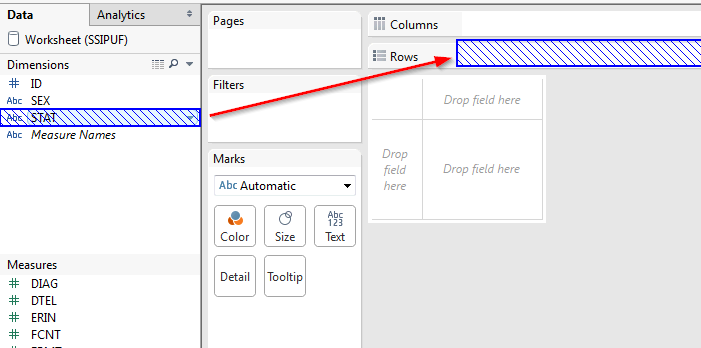 Data
Analytics
Worksheet (SSIPUF)
Dimensions
ID
Abc SEX
Abc STAT
Abc Measure Names
Measures
DIAG
DTEL
ERIN
FCNT
Pages
Filters
Marks
Abc Automatic
Color
Size
Abc
123
Text
Detail
Tooltip
Columns
Rows
Drop field here
Drop
field
here
Drop field here